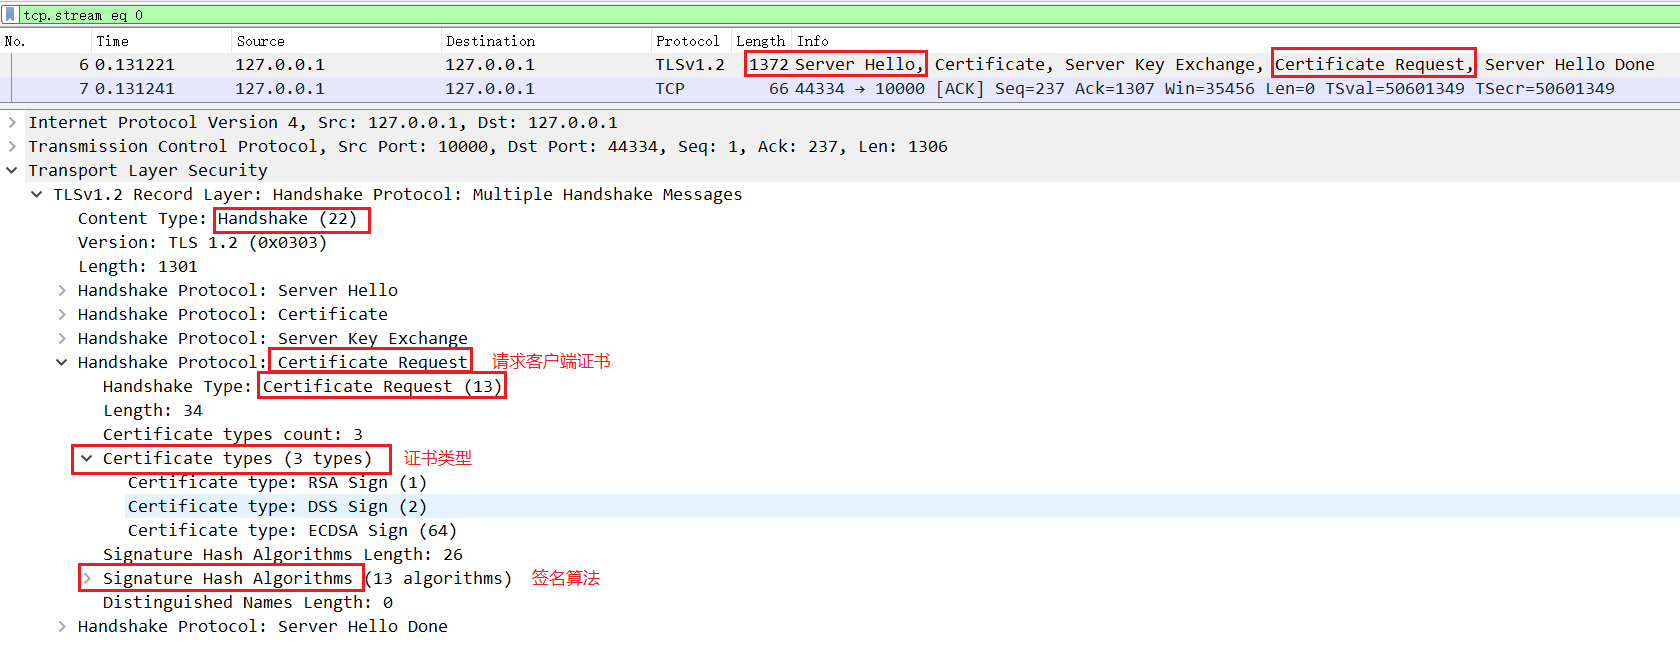 tcp.stream eq 0
No. Time Source Destination Protocol Length Info
6 0.131221 127.0.0.1 127.0.0.1 TLSv1.2 1372 Server Hello, Certificate, Server Key Exchange, Certificate Request, Server Hello Done
7 0.131241 127.0.0.1 127.0.0.1 TCP 66 44334 → 10000 [ACK] Seq=237 Ack=1307 Win=35456 Len=0 TSval=50601349 TSecr=50601349
Internet Protocol Version 4, Src: 127.0.0.1, Dst: 127.0.0.1
Transmission Control Protocol, Src Port: 10000, Dst Port: 44334, Seq: 1, Ack: 237, Len: 1306
Transport Layer Security
TLSv1.2 Record Layer: Handshake Protocol: Multiple Handshake Messages
Content Type: Handshake (22)
Version: TLS 1.2 (0x0303)
Length: 1301
Handshake Protocol: Server Hello
Handshake Protocol: Certificate
Handshake Protocol: Server Key Exchange
Handshake Protocol: Certificate Request 请求客户端证书
Handshake Type: Certificate Request (13)
Length: 34
Certificate types count: 3
Certificate types (3 types) 证书类型
Certificate type: RSA Sign (1)
Certificate type: DSS Sign (2)
Certificate type: ECDSA Sign (64)
Signature Hash Algorithms Length: 26
Signature Hash Algorithms (13 algorithms) 签名算法
Distinguished Names Length: 0
Handshake Protocol: Server Hello Done